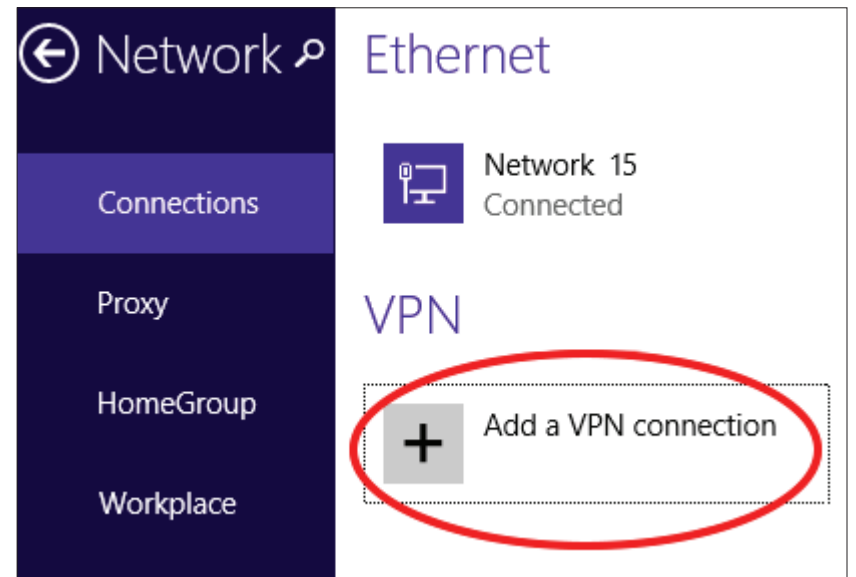 Network
Connections
Proxy
HomeGroup
Workplace
Ethernet
Network 15
Connected
VPN
Add a VPN connection